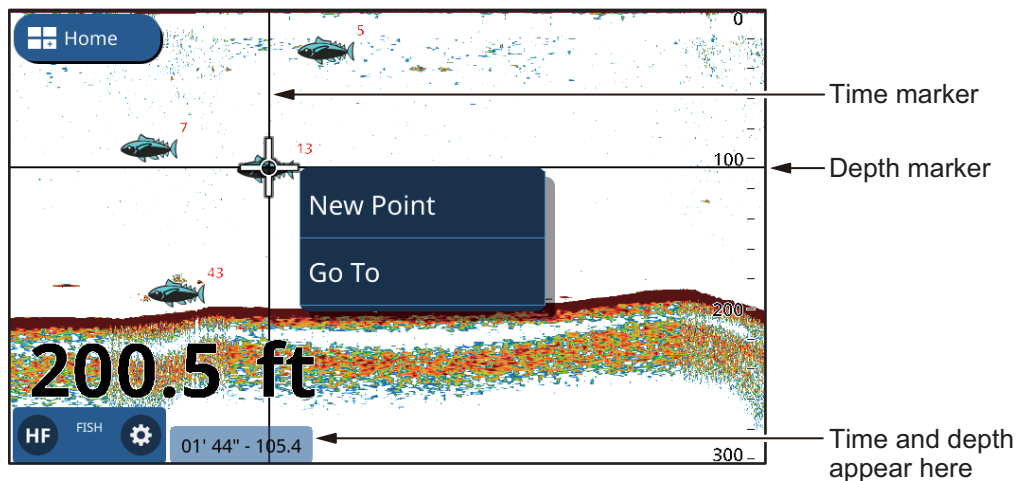 Home
0
5
Time marker
7
13
100
Depth marker
New Point
Go To
43
200
200.5 ft
HF
FISH
01' 44" - 105.4
Time and depth
appear here
300